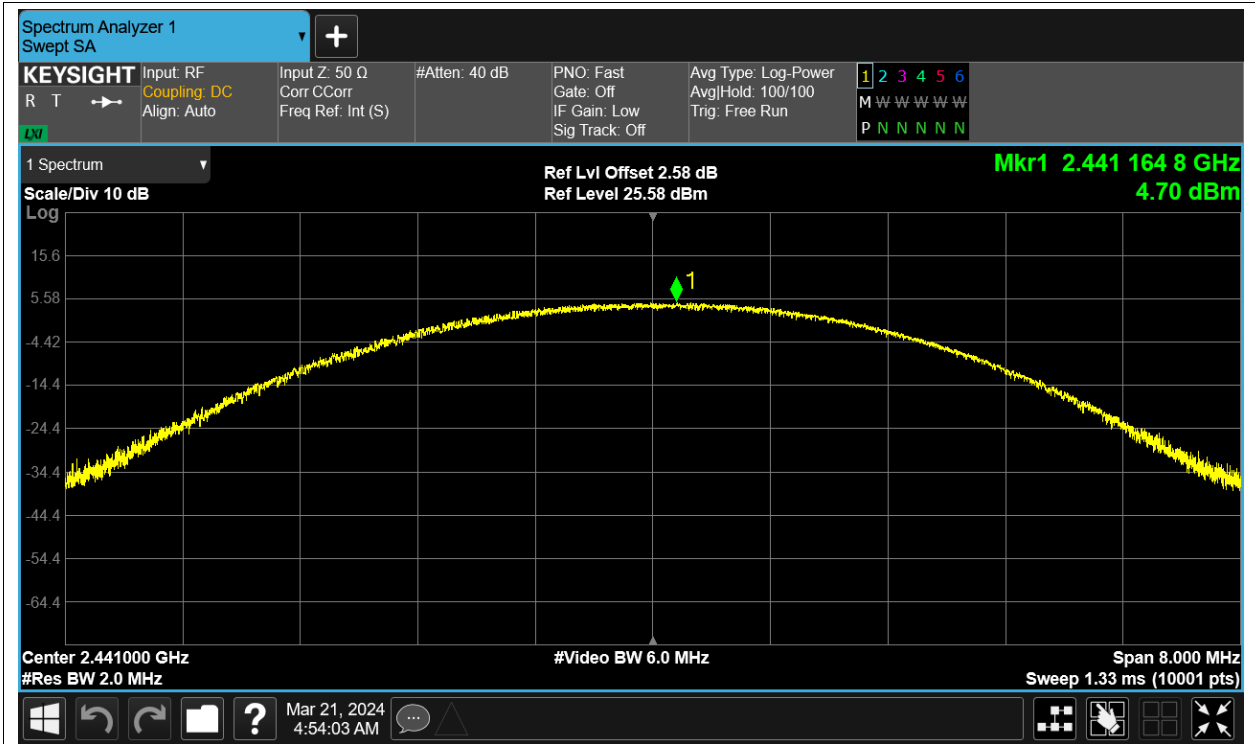 Spectrum Analyzer 1
Swept SA
KEYSIGHT
R T
LXI
Input: RF
Coupling: DC
Align: Auto
Input Z: 50 Ω
Corr CCorr
Freq Ref: Int (S)
#Atten: 40 dB
PNO: Fast
Gate: Off
IF Gain: Low
Sig Track: Off
Avg Type: Log-Power
Avg|Hold: 100/100
Trig: Free Run
1 2 3 4 5 6
M W W W W W
P N N N N N
1 Spectrum
Scale/Div 10 dB
Log
Ref Lvl Offset 2.58 dB
Ref Level 25.58 dBm
Mkr1 2.441 164 8 GHz
4.70 dBm
15.6
5.58
-4.42
-14.4
-24.4
-34.4
-44.4
-54.4
-64.4
1
Center 2.441000 GHz
#Res BW 2.0 MHz
#Video BW 6.0 MHz
Span 8.000 MHz
Sweep 1.33 ms (10001 pts)
?
Mar 21, 2024
4:54:03 AM